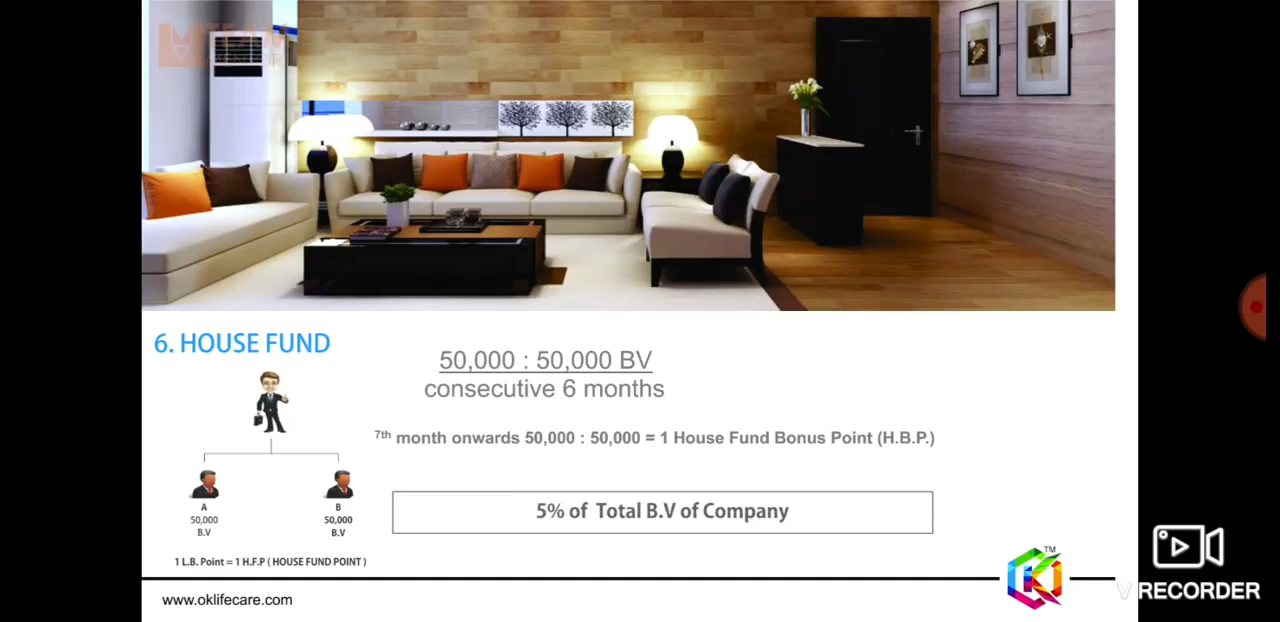 TEAM
6. HOUSE FUND
50,000 : 50,000 BV
consecutive 6 months
7th month onwards 50,000 : 50,000 = 1 House Fund Bonus Point (H.B.P.)
A
50,000
B.V
B
50,000
B.V
5% of Total B.V of Company
1 L.B. Point = 1 H.F.P ( HOUSE FUND POINT )
TM
www.oklifecare.com
V RECORDER